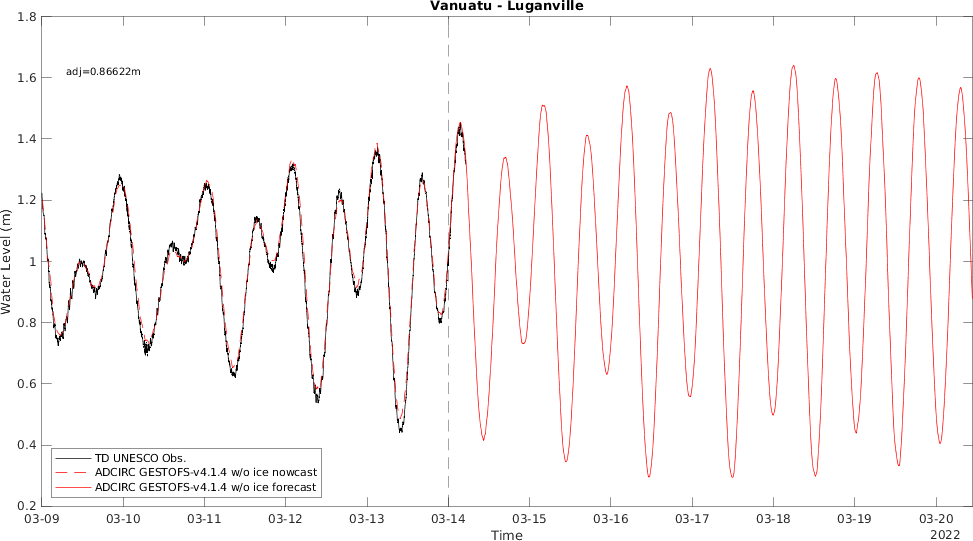 Vanuatu - Luganville
1.8
1.6
1.4
1.2
1
0.8
0.6
0.4
0.2
Water Level (m)
adj=0.86622m
TD UNESCO Obs.
ADCIRC GESTOFS-v4.1.4 w/o ice nowcast
ADCIRC GESTOFS-v4.1.4 w/o ice forecast
03-09 03-10 03-11 03-12 03-13 03-14 03-15 03-16 03-17 03-18 03-19 03-20
2022
Time